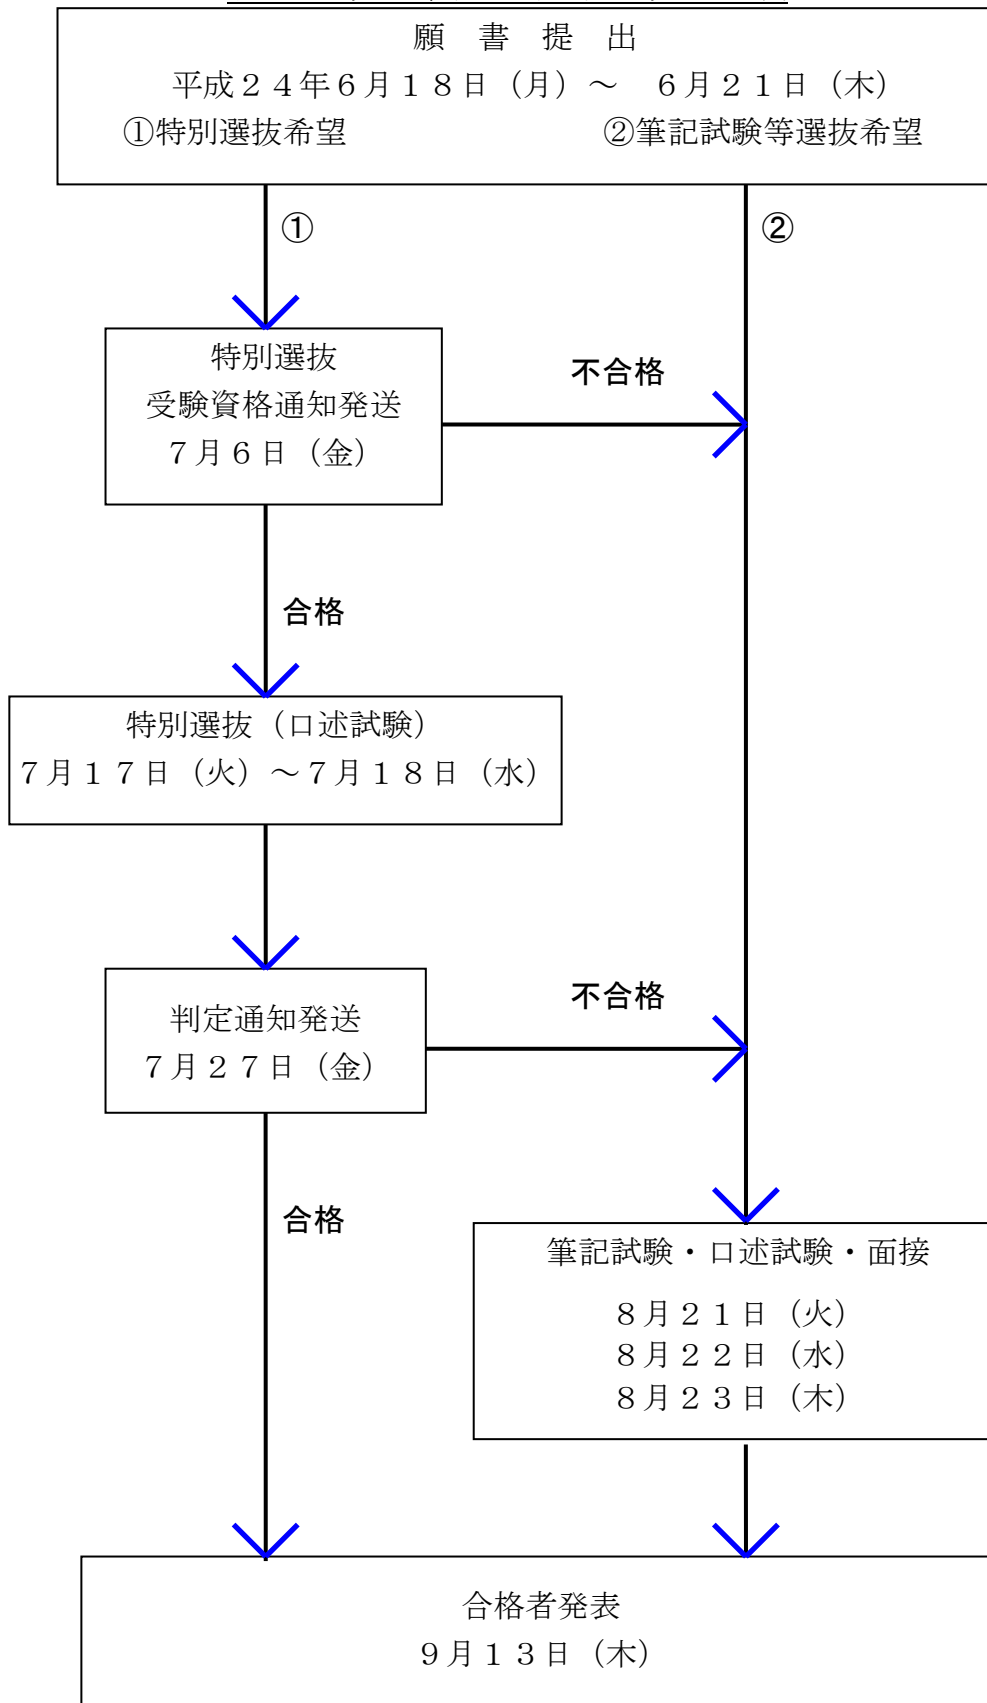 願　書　提　出
平成２４年６月１８日（月）～　６月２１日（木）
①特別選抜希望　　　　　　　　②筆記試験等選抜希望
①
②
特別選抜
受験資格通知発送
７月６日（金）
不合格
合格
特別選抜（口述試験）
７月１７日（火）～７月１８日（水）
判定通知発送
７月２７日（金）
不合格
合格
筆記試験・口述試験・面接
８月２１日（火）
８月２２日（水）
８月２３日（木）
合格者発表
９月１３日（木）